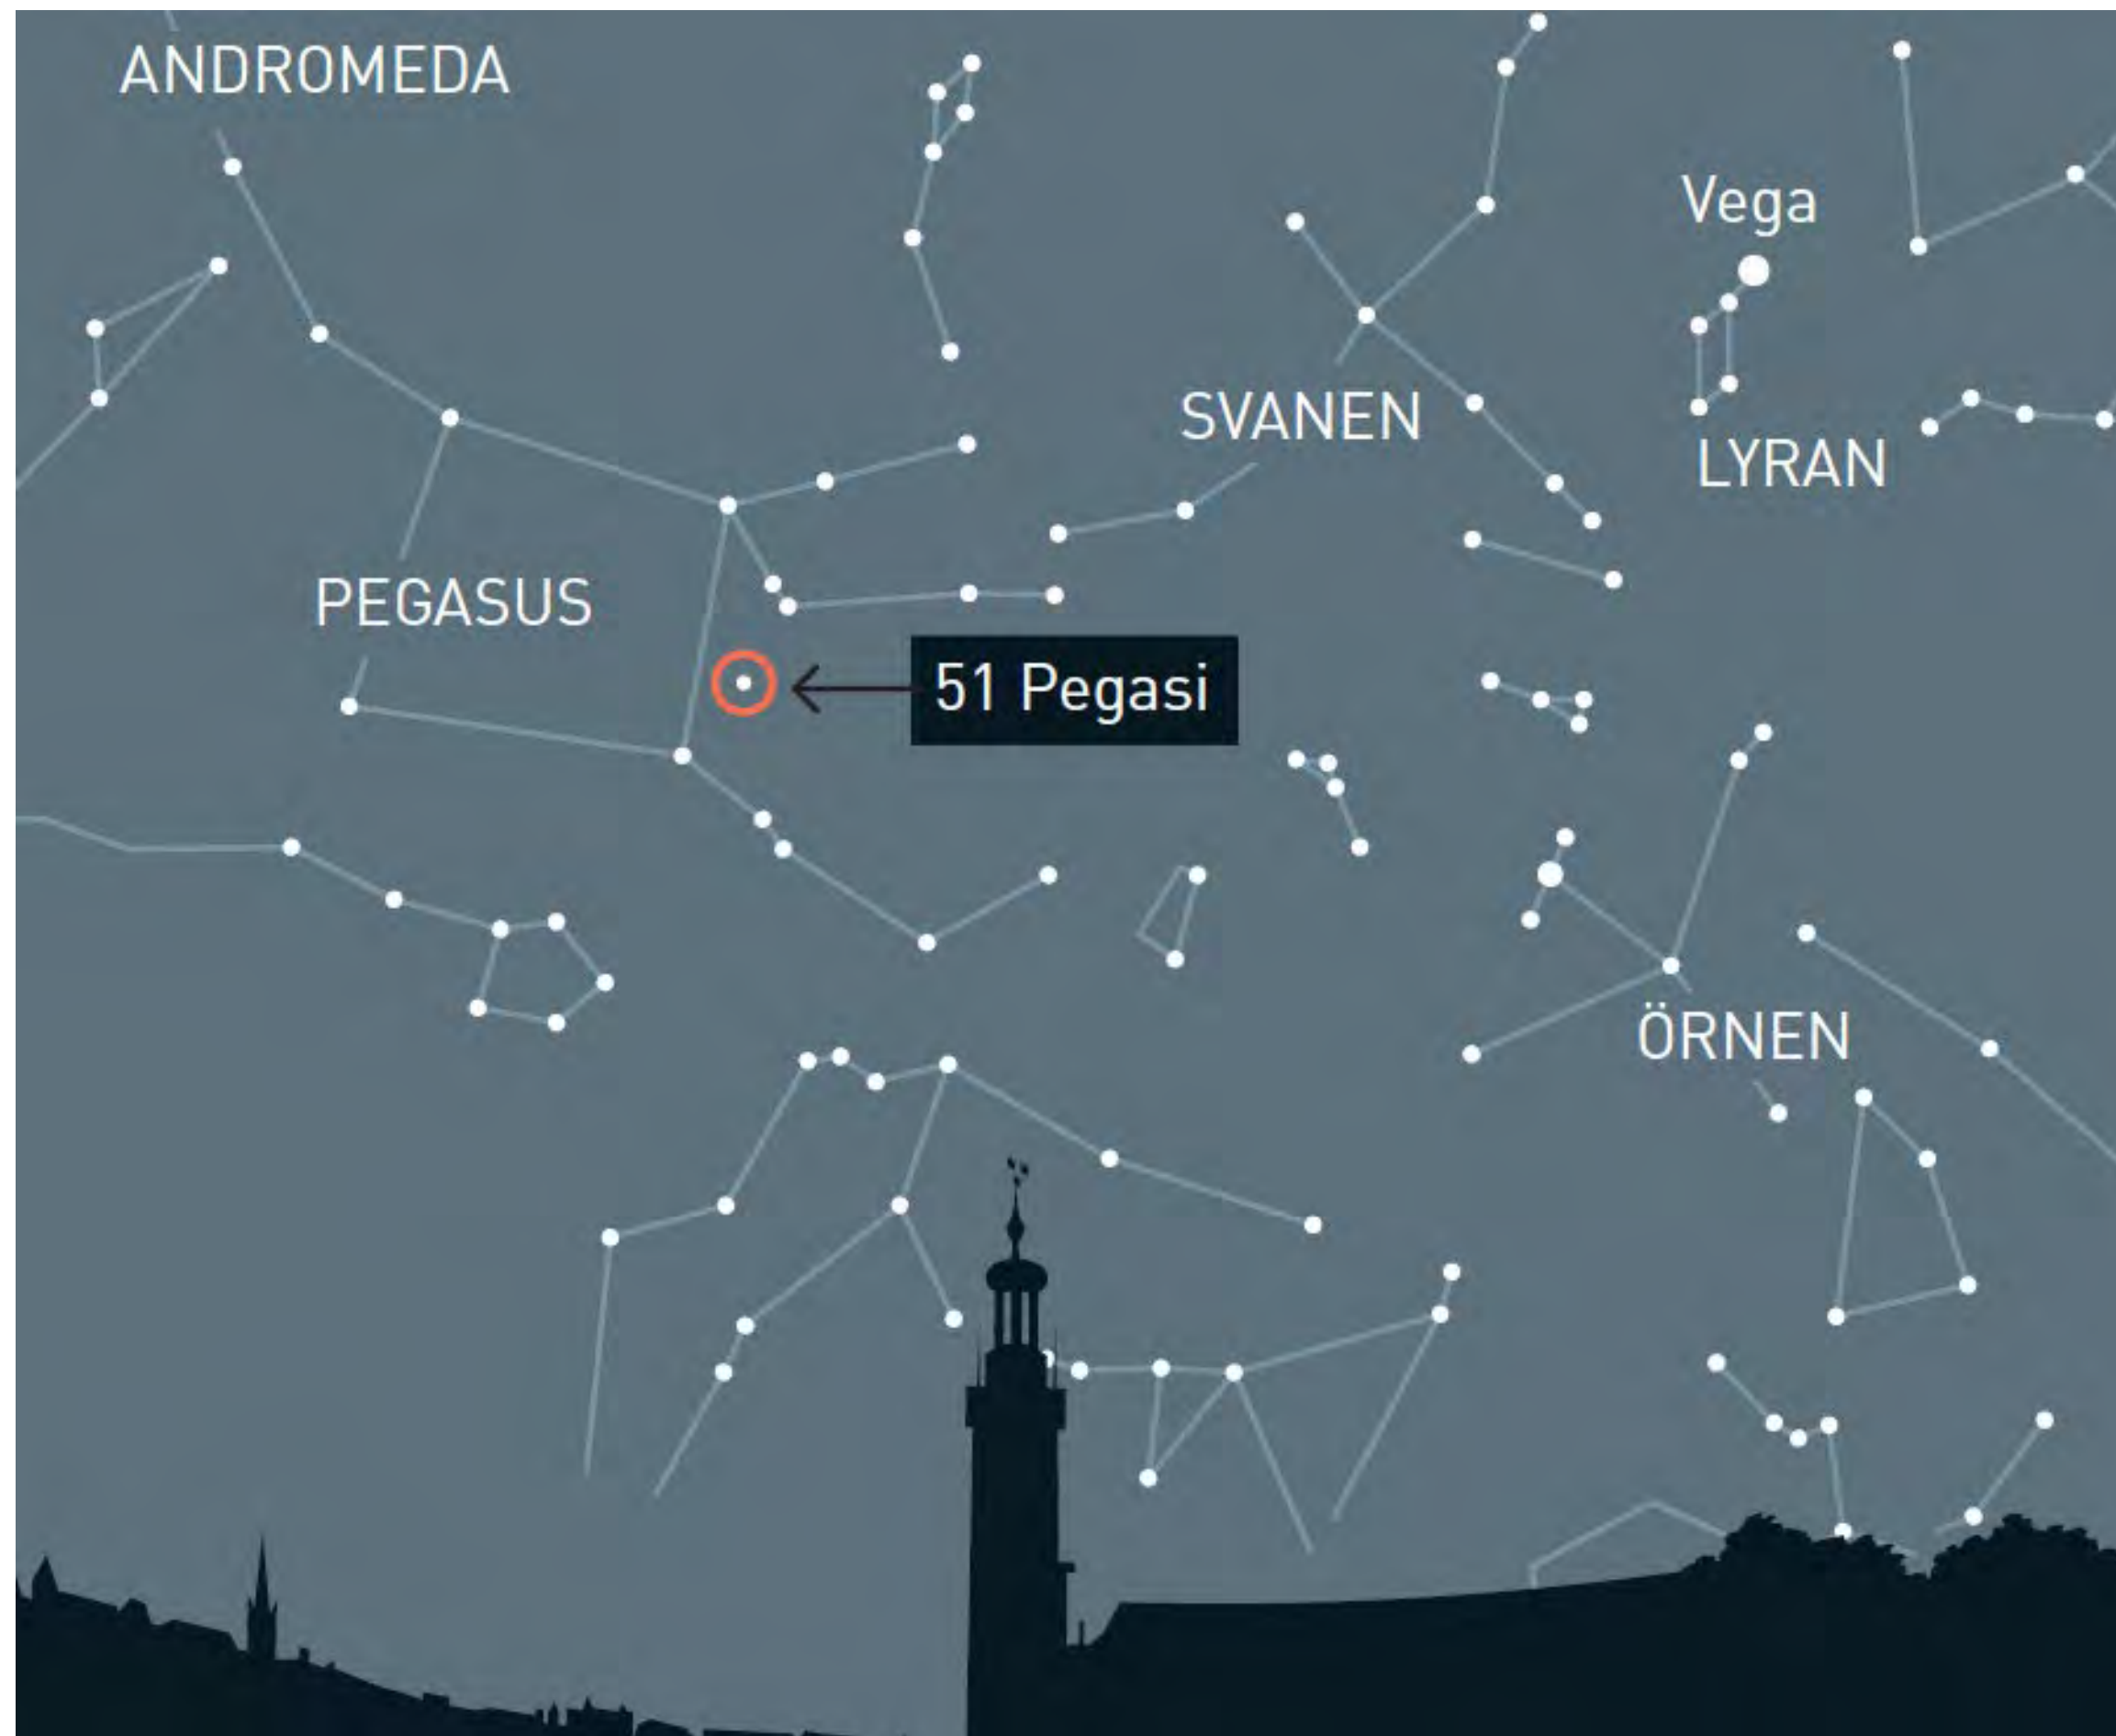 ANDROMEDA
Vega
SVANEN
LYRAN
PEGASUS
51 Pegasi
ÖRNEN